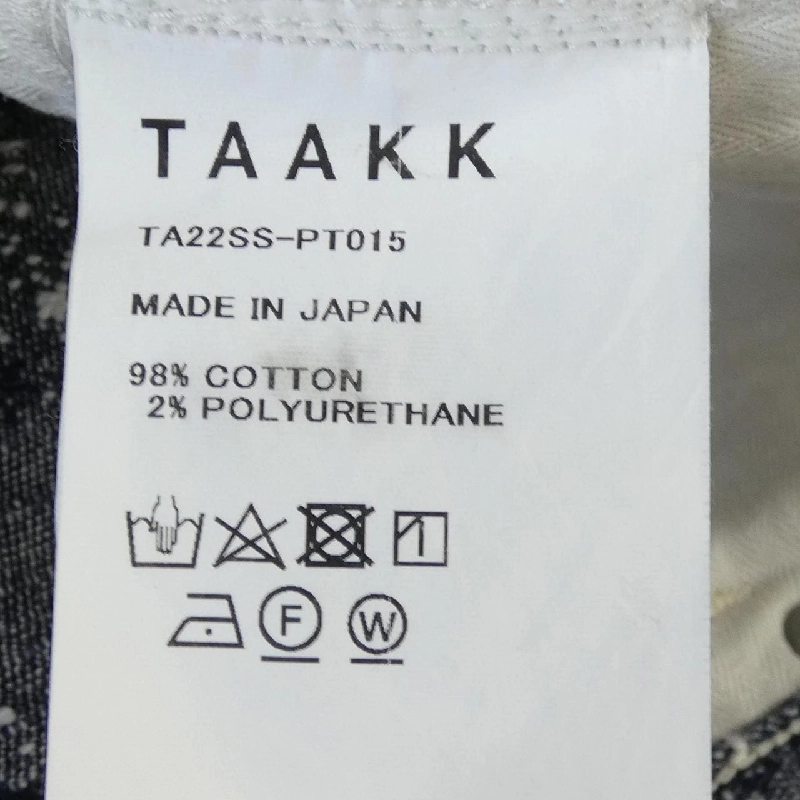 TAAKK
TA22SS-PT015
MADE IN JAPAN
98% COTTON
2% POLYURETHANE
F W